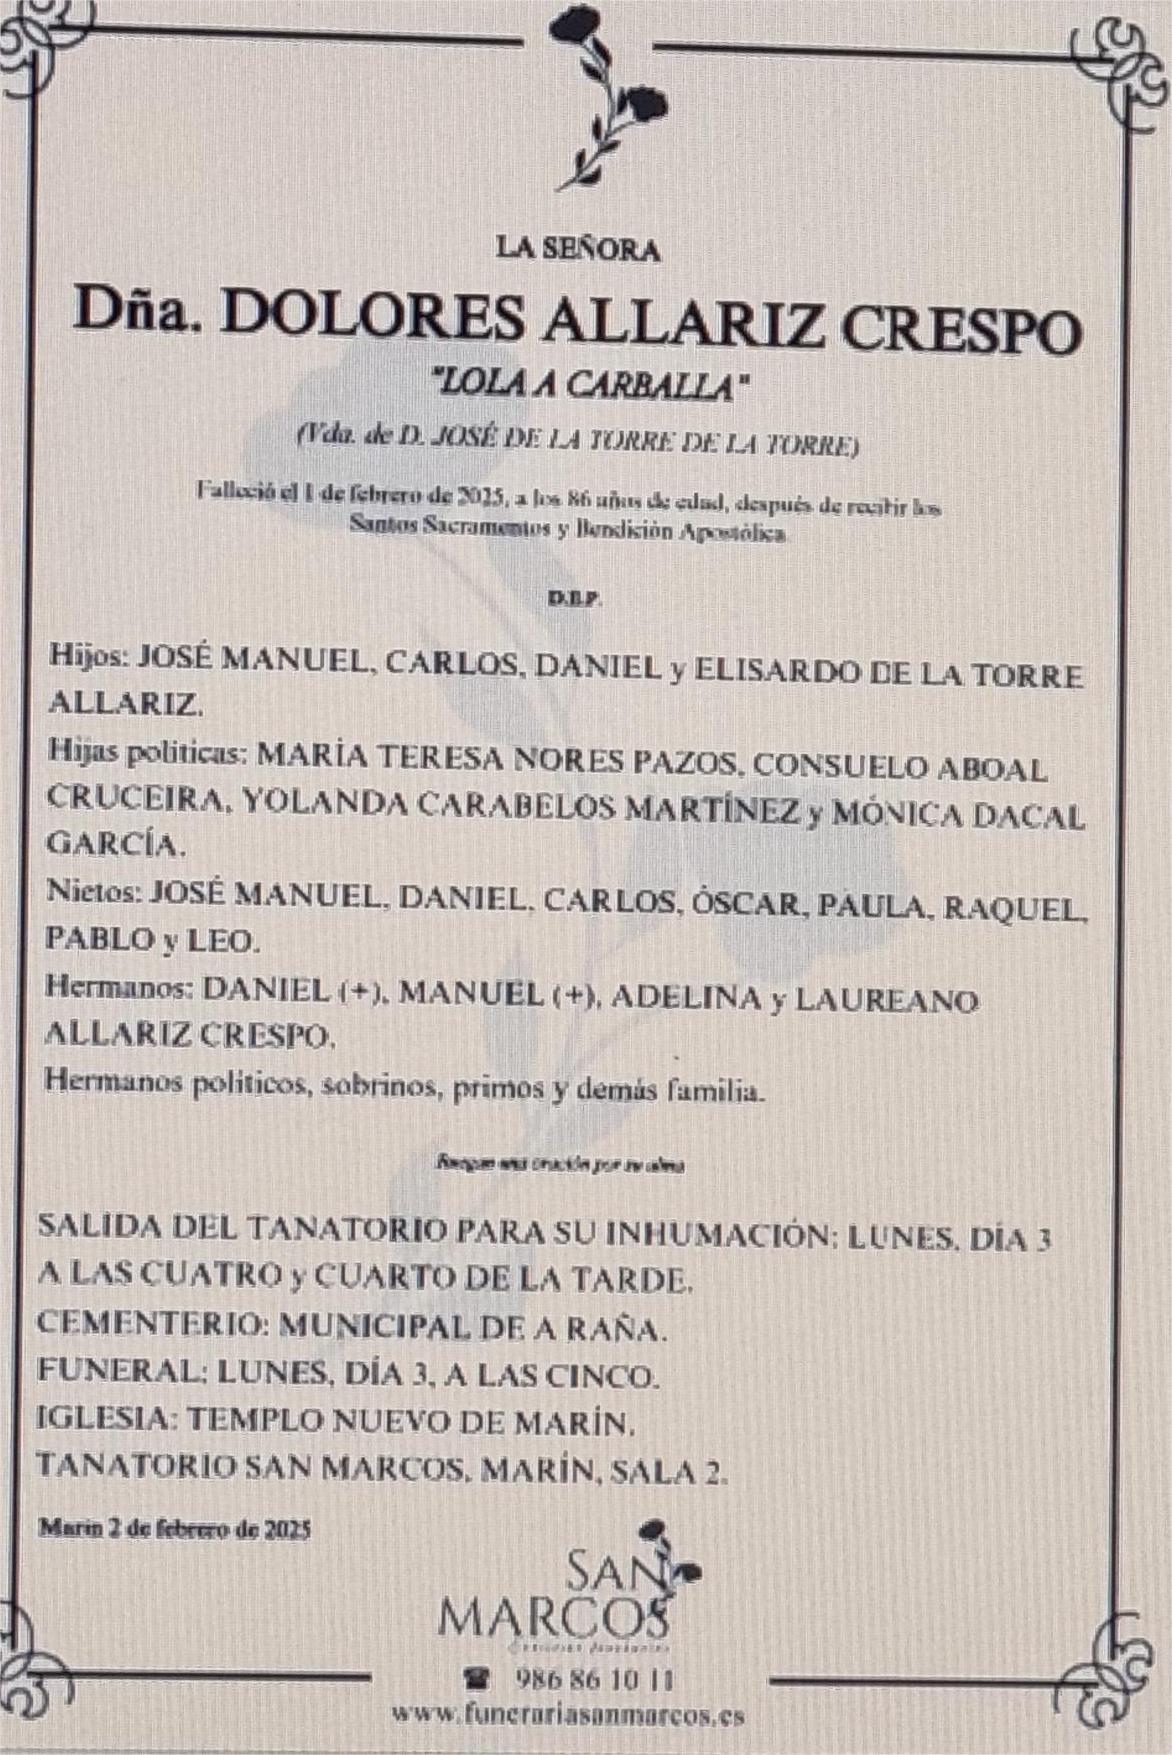 LA SEÑORA
Dña. DOLORES ALLARIZ CRESPO
"LOLA A CARBALLA"
(Vda. de D. JOSÉ DE LA TORRE DE LA TORRE)
Falleció el 1 de febrero de 2025, a los 86 años de edad, después de recibir los
Santos Sacramentos y Bendición Apostólica
D.E.P.
Hijos: JOSÉ MANUEL, CARLOS, DANIEL y ELISARDO DE LA TORRE
ALLARIZ.
Hijas políticas: MARÍA TERESA NORES PAZOS, CONSUELO ABOAL
CRUCEIRA, YOLANDA CARABELOS MARTÍNEZ y MÓNICA DACAL
GARCÍA.
Nietos: JOSÉ MANUEL, DANIEL, CARLOS, ÓSCAR, PAULA, RAQUEL,
PABLO y LEO.
Hermanos: DANIEL (+), MANUEL (+), ADELINA y LAUREANO
ALLARIZ CRESPO.
Hermanos políticos, sobrinos, primos y demás familia.
Ruegan una oración por su alma
SALIDA DEL TANATORIO PARA SU INHUMACIÓN: LUNES, DÍA 3
A LAS CUATRO y CUARTO DE LA TARDE.
CEMENTERIO: MUNICIPAL DE A RAÑA.
FUNERAL: LUNES, DÍA 3, A LAS CINCO.
IGLESIA: TEMPLO NUEVO DE MARÍN.
TANATORIO SAN MARCOS, MARÍN, SALA 2.
Marín 2 de febrero de 2025
SAN
MARCOS
986 86 10 11
www.funerariasanmarcos.es